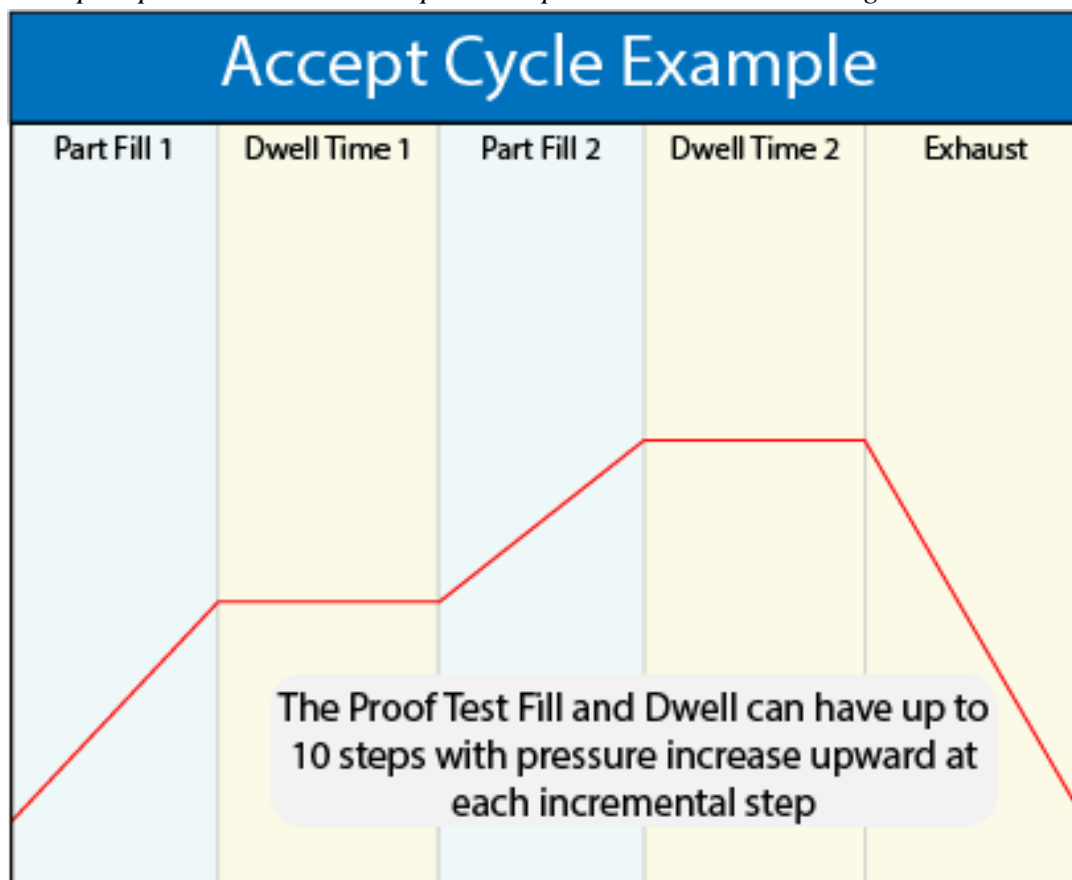 Accept Cycle Example
Part Fill 1
Dwell Time 1
Part Fill 2
Dwell Time 2
Exhaust
The Proof Test Fill and Dwell can have up to
10 steps with pressure increase upward at
each incremental step